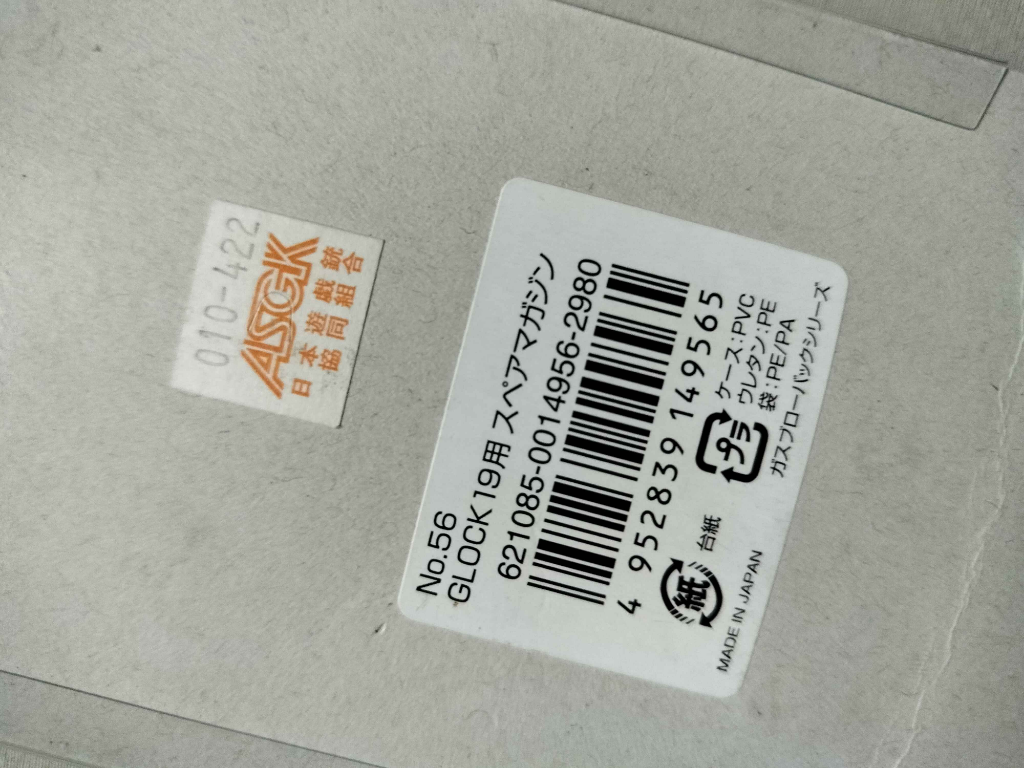 010-422
ASGK
日本遊戯銃
協同組合
No.56
GLOCK19用 スペアマガジン
621085-0014956-2980
4 952839 149565
紙
台紙
プラ
ケース:PVC
ウレタン:PE
袋:PE/PA
MADE IN JAPAN
ガスブローバックシリーズ